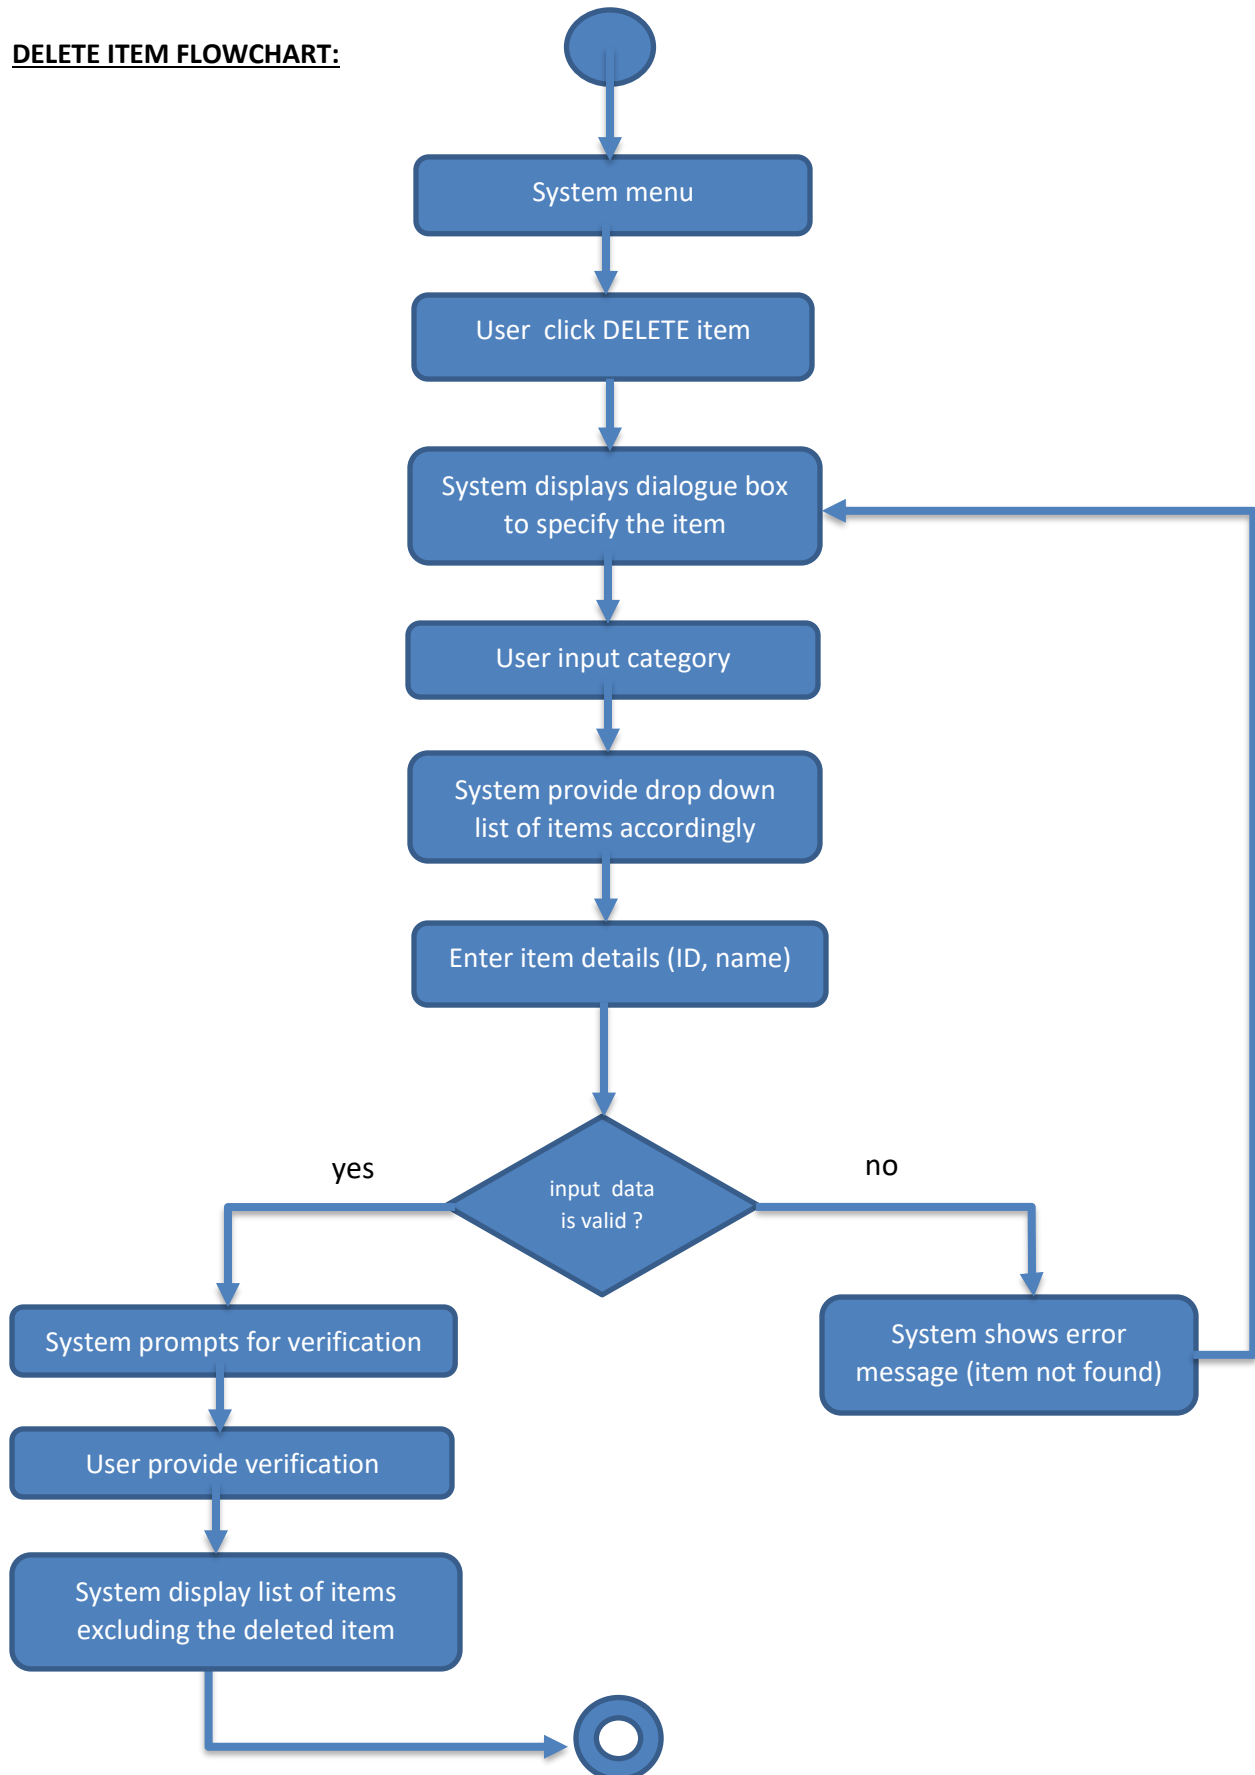 DELETE ITEM FLOWCHART:
System menu
User  click DELETE item
System displays dialogue box
to specify the item
User input category
System provide drop down
list of items accordingly
Enter item details (ID, name)
yes
no
input  data
is valid ?
System prompts for verification
System shows error
message (item not found)
User provide verification
System display list of items
excluding the deleted item